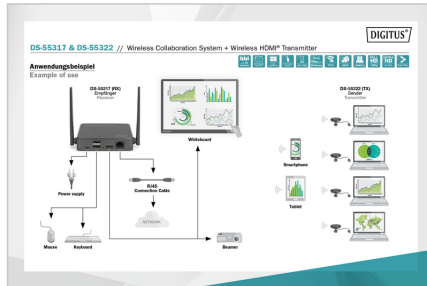 DIGITUS®
DS-55317 & DS-55322 // Wireless Collaboration System + Wireless HDMI® Transmitter
Anwendungsbeispiel
Example of use
DS-55317 (RX)
Empfänger
Receiver
DS-55322 (TX)
Sender
Transmitter
Whiteboard
Smartphone
Power supply
RJ45
Connection Cable
Tablet
NETWORK
Mouse
Keyboard
Beamer